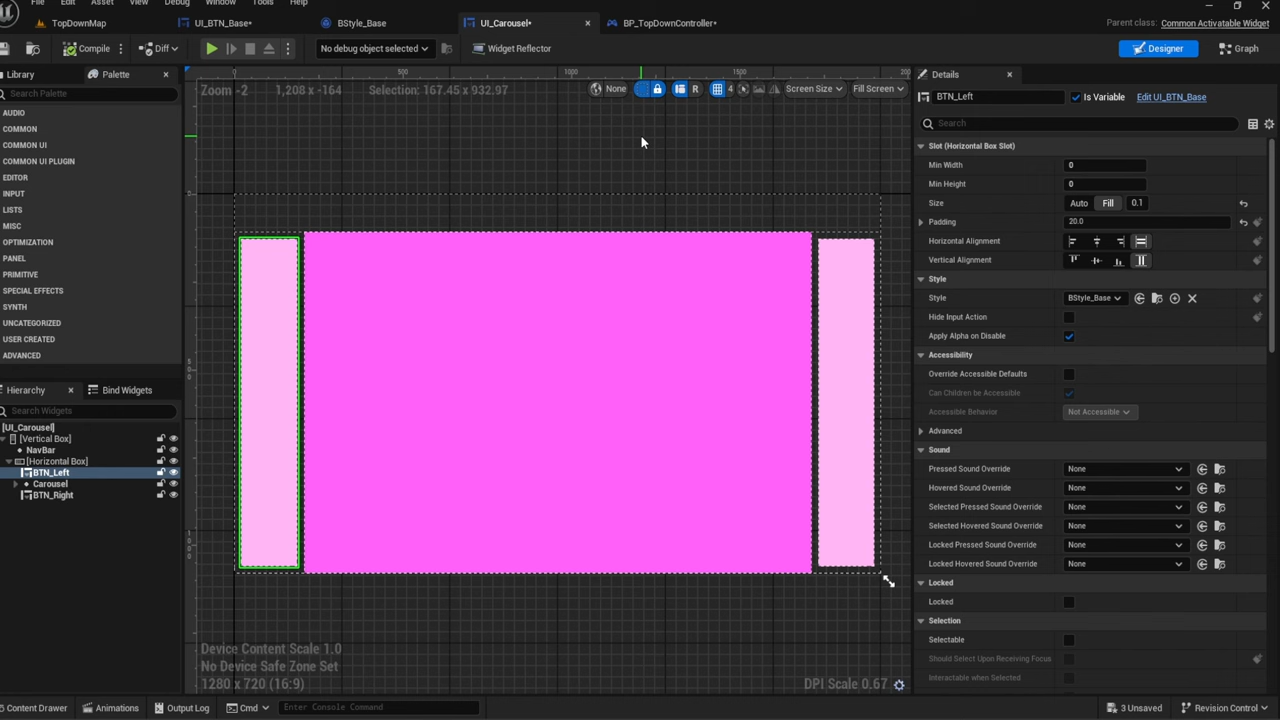 File Edit Asset View Debug Window Tools Help
TopDownMap UI_BTN_Base* BStyle_Base UI_Carousel* BP_TopDownController*
Parent class: Common Activatable Widget
Compile Diff No debug object selected Widget Reflector Designer Graph
Library Palette
Search Palette
AUDIO
COMMON
COMMON UI
COMMON UI PLUGIN
EDITOR
INPUT
LISTS
MISC
OPTIMIZATION
PANEL
PRIMITIVE
SPECIAL EFFECTS
SYNTH
UNCATEGORIZED
USER CREATED
ADVANCED
Hierarchy Bind Widgets
Search Widgets
[UI_Carousel]
[Vertical Box]
NavBar
[Horizontal Box]
BTN_Left
Carousel
BTN_Right
0 500 1000 1500 200
Zoom -2 1,208 x -164 Selection: 167.45 x 932.97 None R 4 Screen Size Fill Screen
0
5
0
0
1
0
0
0
Device Content Scale 1.0
No Device Safe Zone Set
1280 x 720 (16:9) DPI Scale 0.67
Details
BTN_Left Is Variable Edit UI_BTN_Base
Search
Slot (Horizontal Box Slot)
Min Width 0
Min Height 0
Size Auto Fill 0.1
Padding 20.0
Horizontal Alignment
Vertical Alignment
Style
Style BStyle_Base
Hide Input Action
Apply Alpha on Disable
Accessibility
Override Accessible Defaults
Can Children be Accessible
Accessible Behavior Not Accessible
Advanced
Sound
Pressed Sound Override None
Hovered Sound Override None
Selected Pressed Sound Override None
Selected Hovered Sound Override None
Locked Pressed Sound Override None
Locked Hovered Sound Override None
Locked
Locked
Selection
Selectable
Should Select Upon Receiving Focus
Interactable when Selected
Content Drawer Animations Output Log Cmd Enter Console Command 3 Unsaved Revision Control